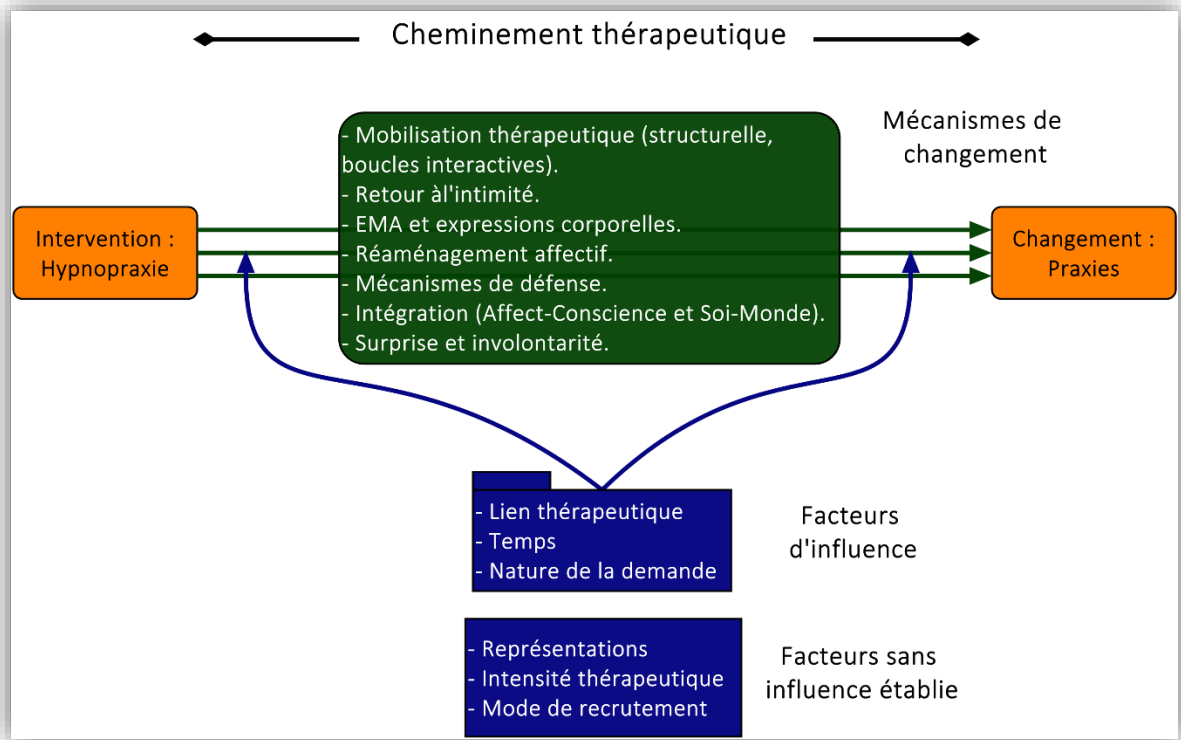 Cheminement thérapeutique
- Mobilisation thérapeutique (structurelle,
boucles interactives).
- Retour àl'intimité.
- EMA et expressions corporelles.
- Réaménagement affectif.
- Mécanismes de défense.
- Intégration (Affect-Conscience et Soi-Monde).
- Surprise et involontarité.
Mécanismes de
changement
Intervention :
Hypnopraxie
Changement :
Praxies
- Lien thérapeutique
- Temps
- Nature de la demande
Facteurs
d'influence
- Représentations
- Intensité thérapeutique
- Mode de recrutement
Facteurs sans
influence établie